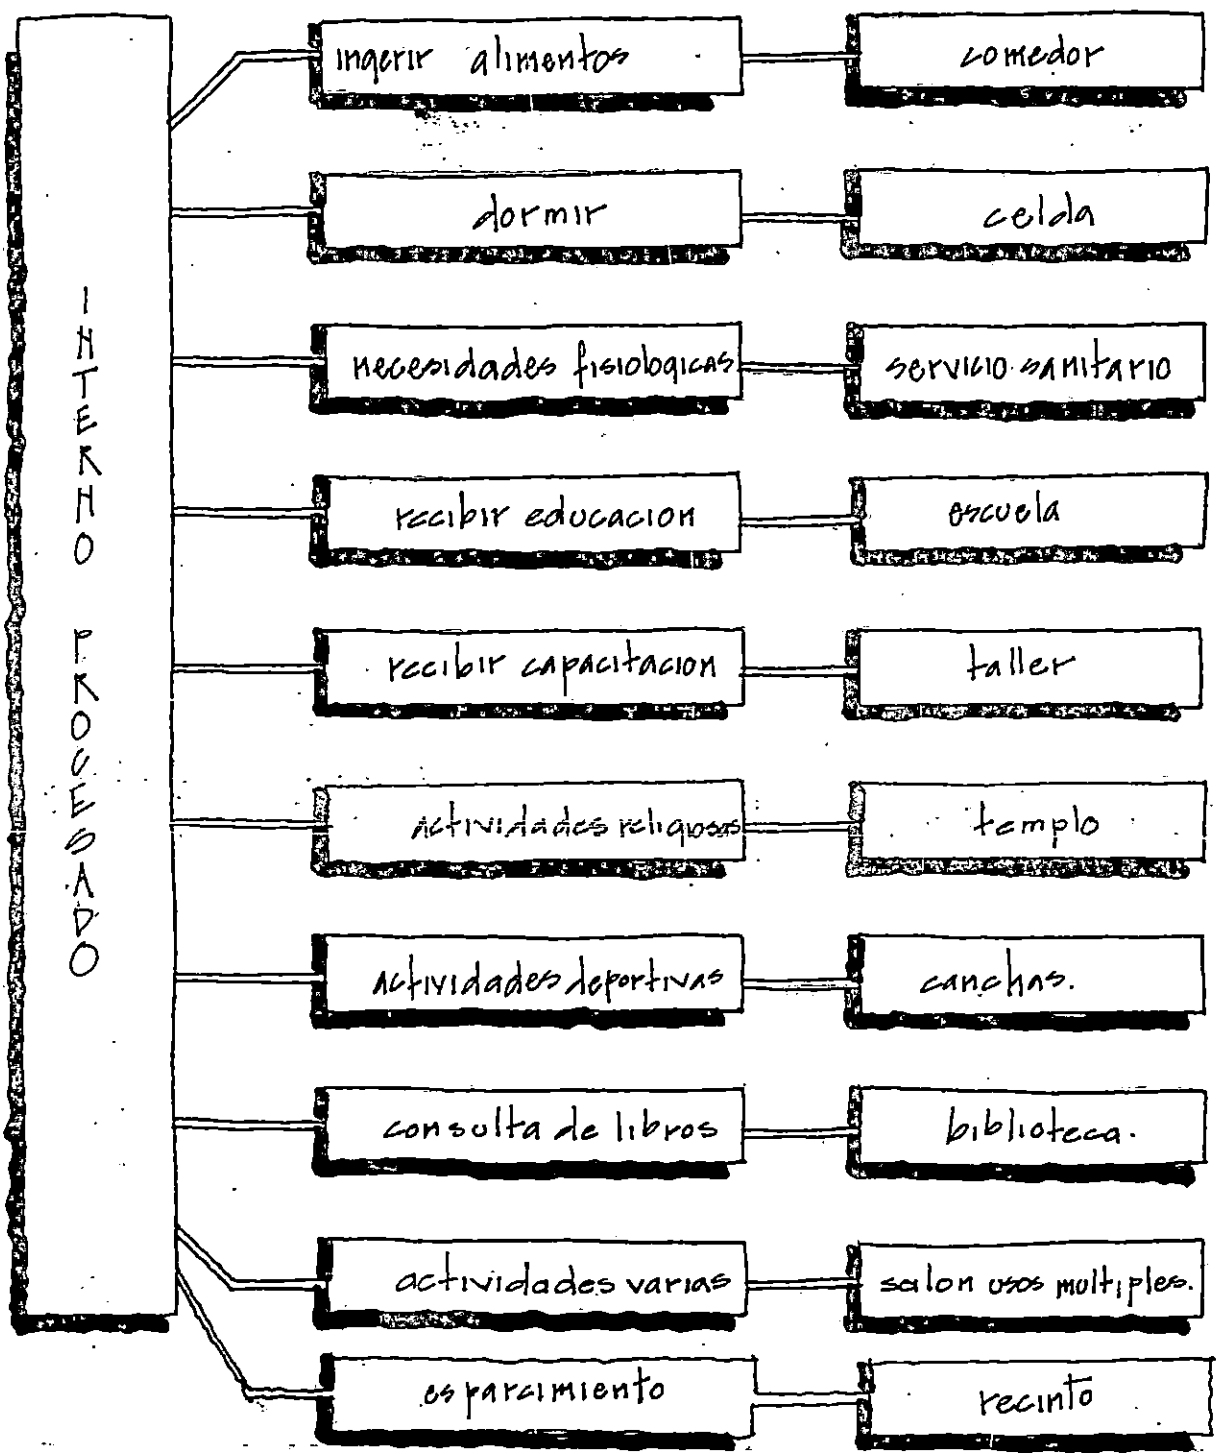 INTERNO PROCESADO
ingerir alimentos
comedor
dormir
celda
necesidades fisiologicas
servicio sanitario
recibir educacion
escuela
recibir capacitacion
taller
actividades religiosas
templo
actividades deportivas
canchas.
consulta de libros
biblioteca.
actividades varias
salon usos multiples.
esparcimiento
recinto